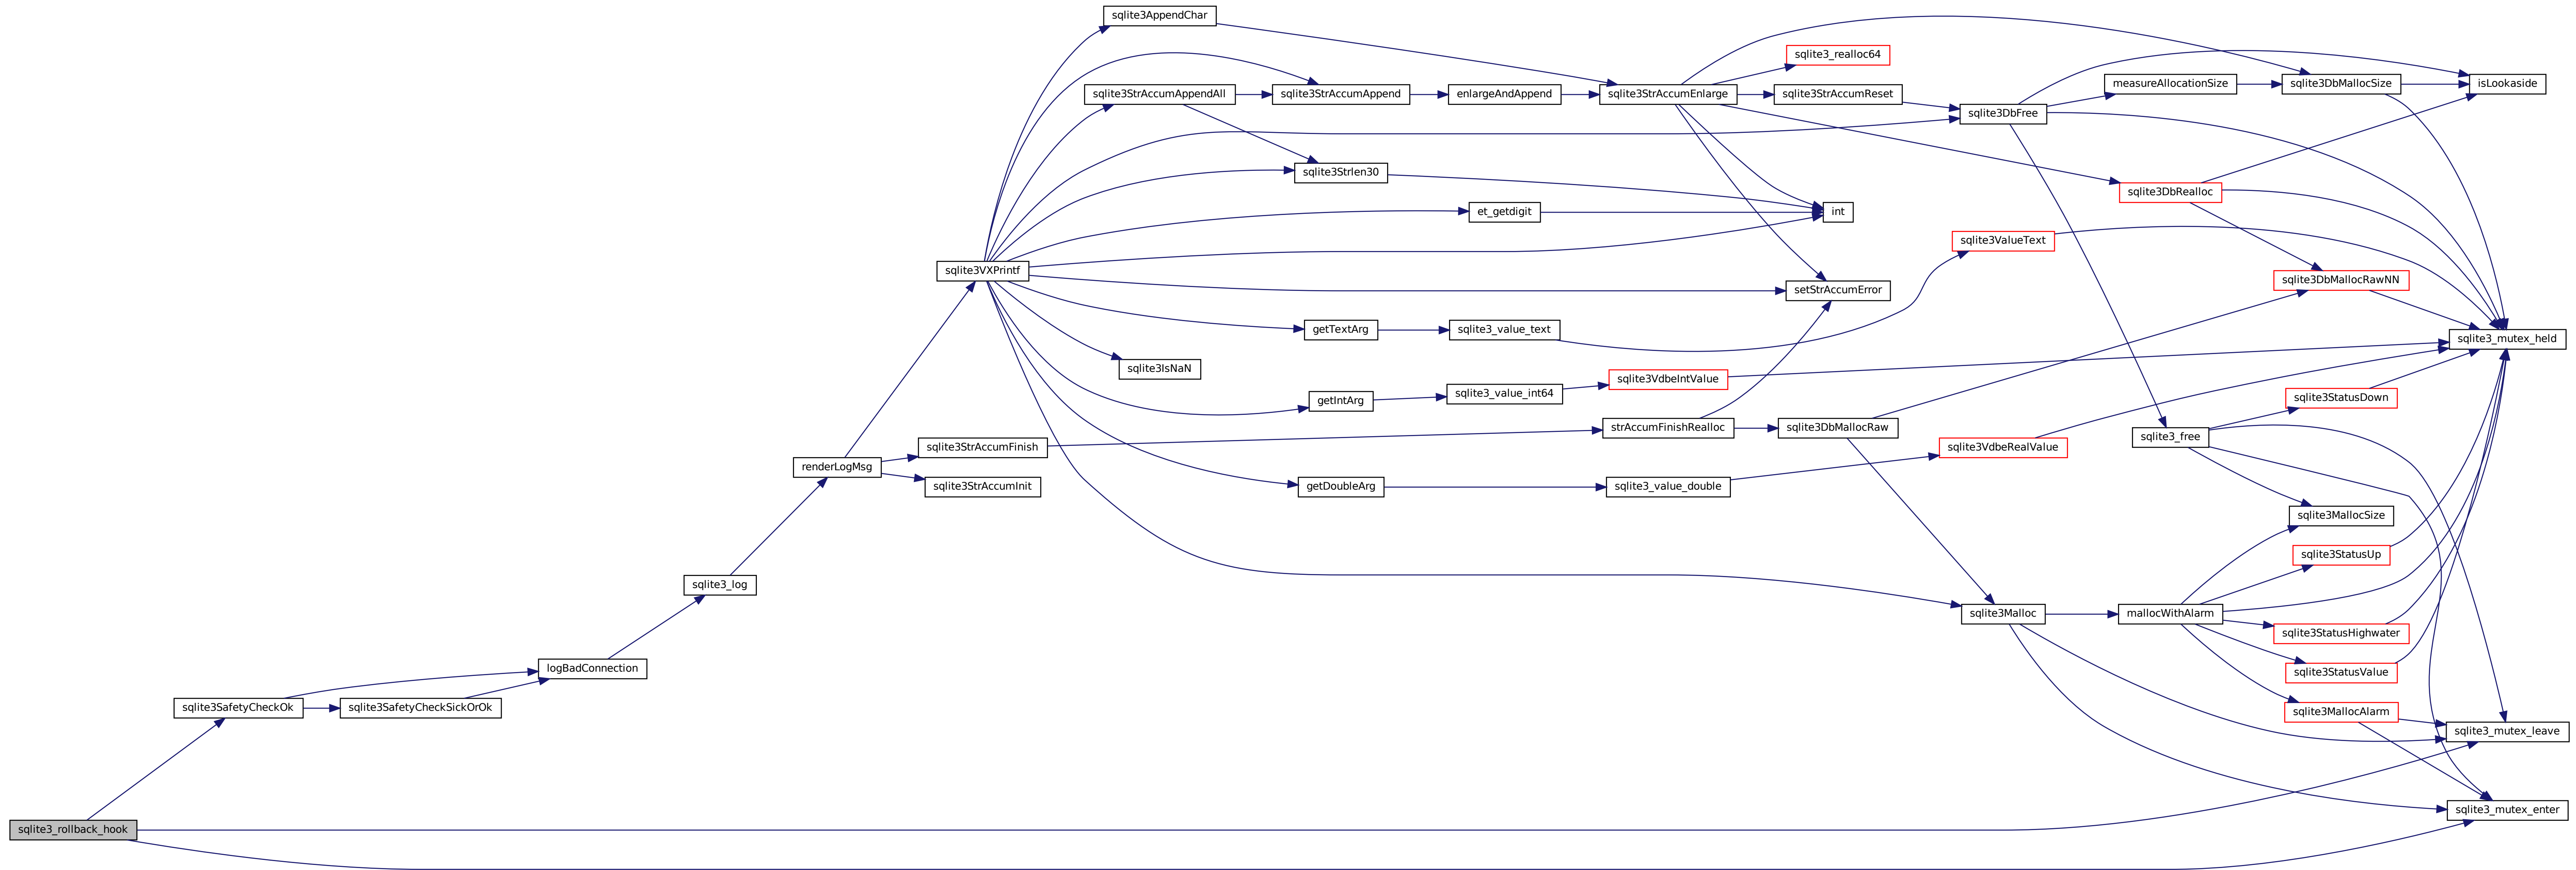 sqlite3_rollback_hook
sqlite3SafetyCheckOk
sqlite3SafetyCheckSickOrOk
logBadConnection
sqlite3_log
renderLogMsg
sqlite3StrAccumFinish
sqlite3StrAccumInit
sqlite3VXPrintf
sqlite3AppendChar
sqlite3StrAccumAppendAll
sqlite3IsNaN
sqlite3StrAccumAppend
getTextArg
getIntArg
getDoubleArg
enlargeAndAppend
et_getdigit
sqlite3_value_text
sqlite3_value_int64
sqlite3StrAccumEnlarge
sqlite3Strlen30
sqlite3VdbeIntValue
strAccumFinishRealloc
sqlite3_value_double
sqlite3_realloc64
sqlite3StrAccumReset
int
setStrAccumError
sqlite3DbMallocRaw
sqlite3DbFree
sqlite3ValueText
sqlite3VdbeRealValue
sqlite3Malloc
measureAllocationSize
sqlite3DbRealloc
sqlite3_free
mallocWithAlarm
sqlite3DbMallocSize
sqlite3DbMallocRawNN
sqlite3StatusDown
sqlite3MallocSize
sqlite3StatusUp
sqlite3StatusHighwater
sqlite3StatusValue
sqlite3MallocAlarm
isLookaside
sqlite3_mutex_held
sqlite3_mutex_leave
sqlite3_mutex_enter